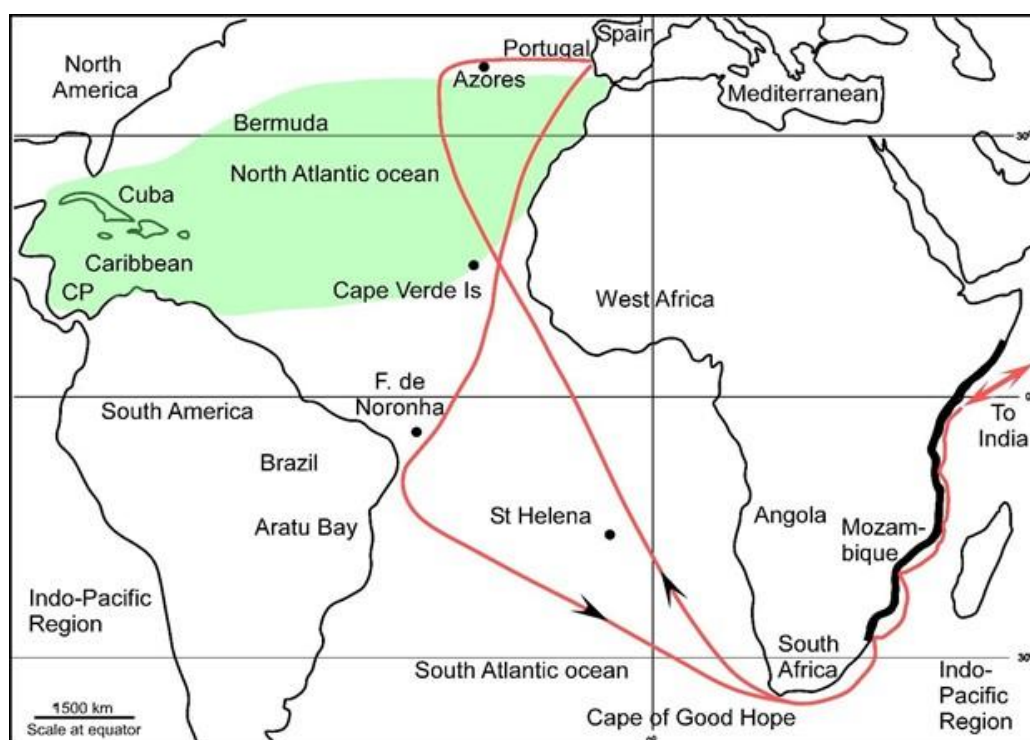 Spain
Portugal
North
America
Azores
Mediterranean
Bermuda
30°
North Atlantic ocean
Cuba
Caribbean
CP
Cape Verde Is
West Africa
F. de
Noronha
South America
To
India
Brazil
Aratu Bay
St Helena
Angola
Mozam-
bique
Indo-Pacific
Region
South
Africa
South Atlantic ocean
30°
Indo-
Pacific
Region
Cape of Good Hope
1500 km
Scale at equator